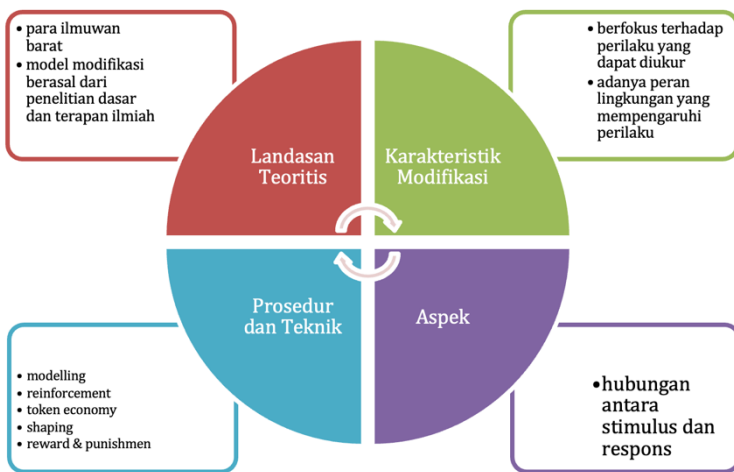 • para ilmuwan
barat
• model modifikasi
berasal dari
penelitian dasar
dan terapan ilmiah
• berfokus terhadap
perilaku yang
dapat diukur
• adanya peran
lingkungan yang
mempengaruhi
perilaku
Landasan
Teoritis
Karakteristik
Modifikasi
Prosedur
dan Teknik
Aspek
• modelling
• reinforcement
• token economy
• shaping
• reward & punishmen
•hubungan
antara
stimulus dan
respons